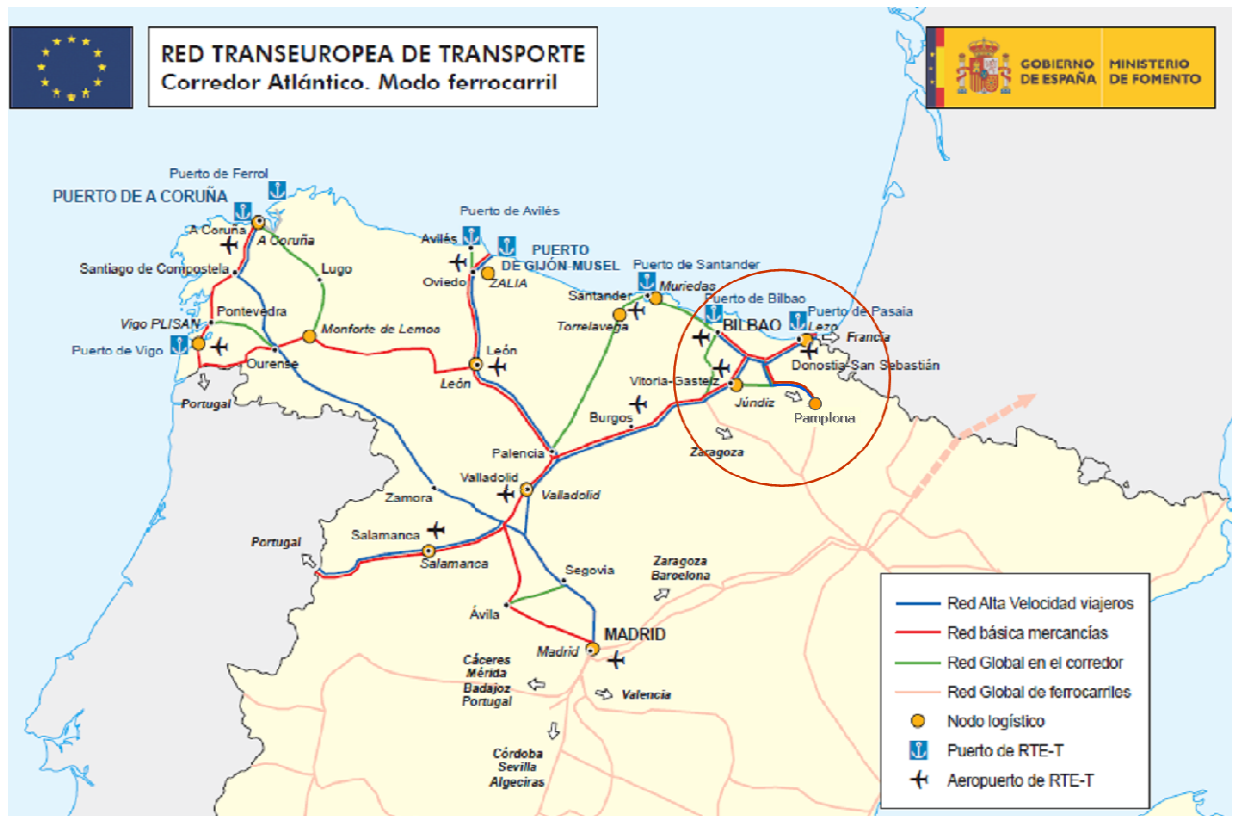 RED TRANSEUROPEA DE TRANSPORTE
Corredor Atlántico. Modo ferrocarril
GOBIERNO
DE ESPAÑA
MINISTERIO
DE FOMENTO
Puerto de Ferrol
PUERTO DE A CORUÑA
A Coruña
A Coruña
Santiago de Compostela
Lugo
Pontevedra
Vigo PLISAN
Monforte de Lemos
Puerto de Vigo
Ourense
Portugal
Puerto de Avilés
Avilés
PUERTO
DE GIJÓN-MUSEL
Oviedo
ZALIA
León
León
Puerto de Santander
Santander
Muriedas
Torrelavega
Puerto de Bilbao
BILBAO
Puerto de Pasaia
Lezo
Francia
Donostia-San Sebastián
Vitoria-Gasteiz
Júndiz
Pamplona
Burgos
Zaragoza
Palencia
Valladolid
Valladolid
Zamora
Salamanca
Salamanca
Portugal
Segovia
Zaragoza
Barcelona
Ávila
MADRID
Madrid
Cáceres
Mérida
Badajoz
Portugal
Valencia
Córdoba
Sevilla
Algeciras
Red Alta Velocidad viajeros
Red básica mercancías
Red Global en el corredor
Red Global de ferrocarriles
Nodo logístico
Puerto de RTE-T
Aeropuerto de RTE-T